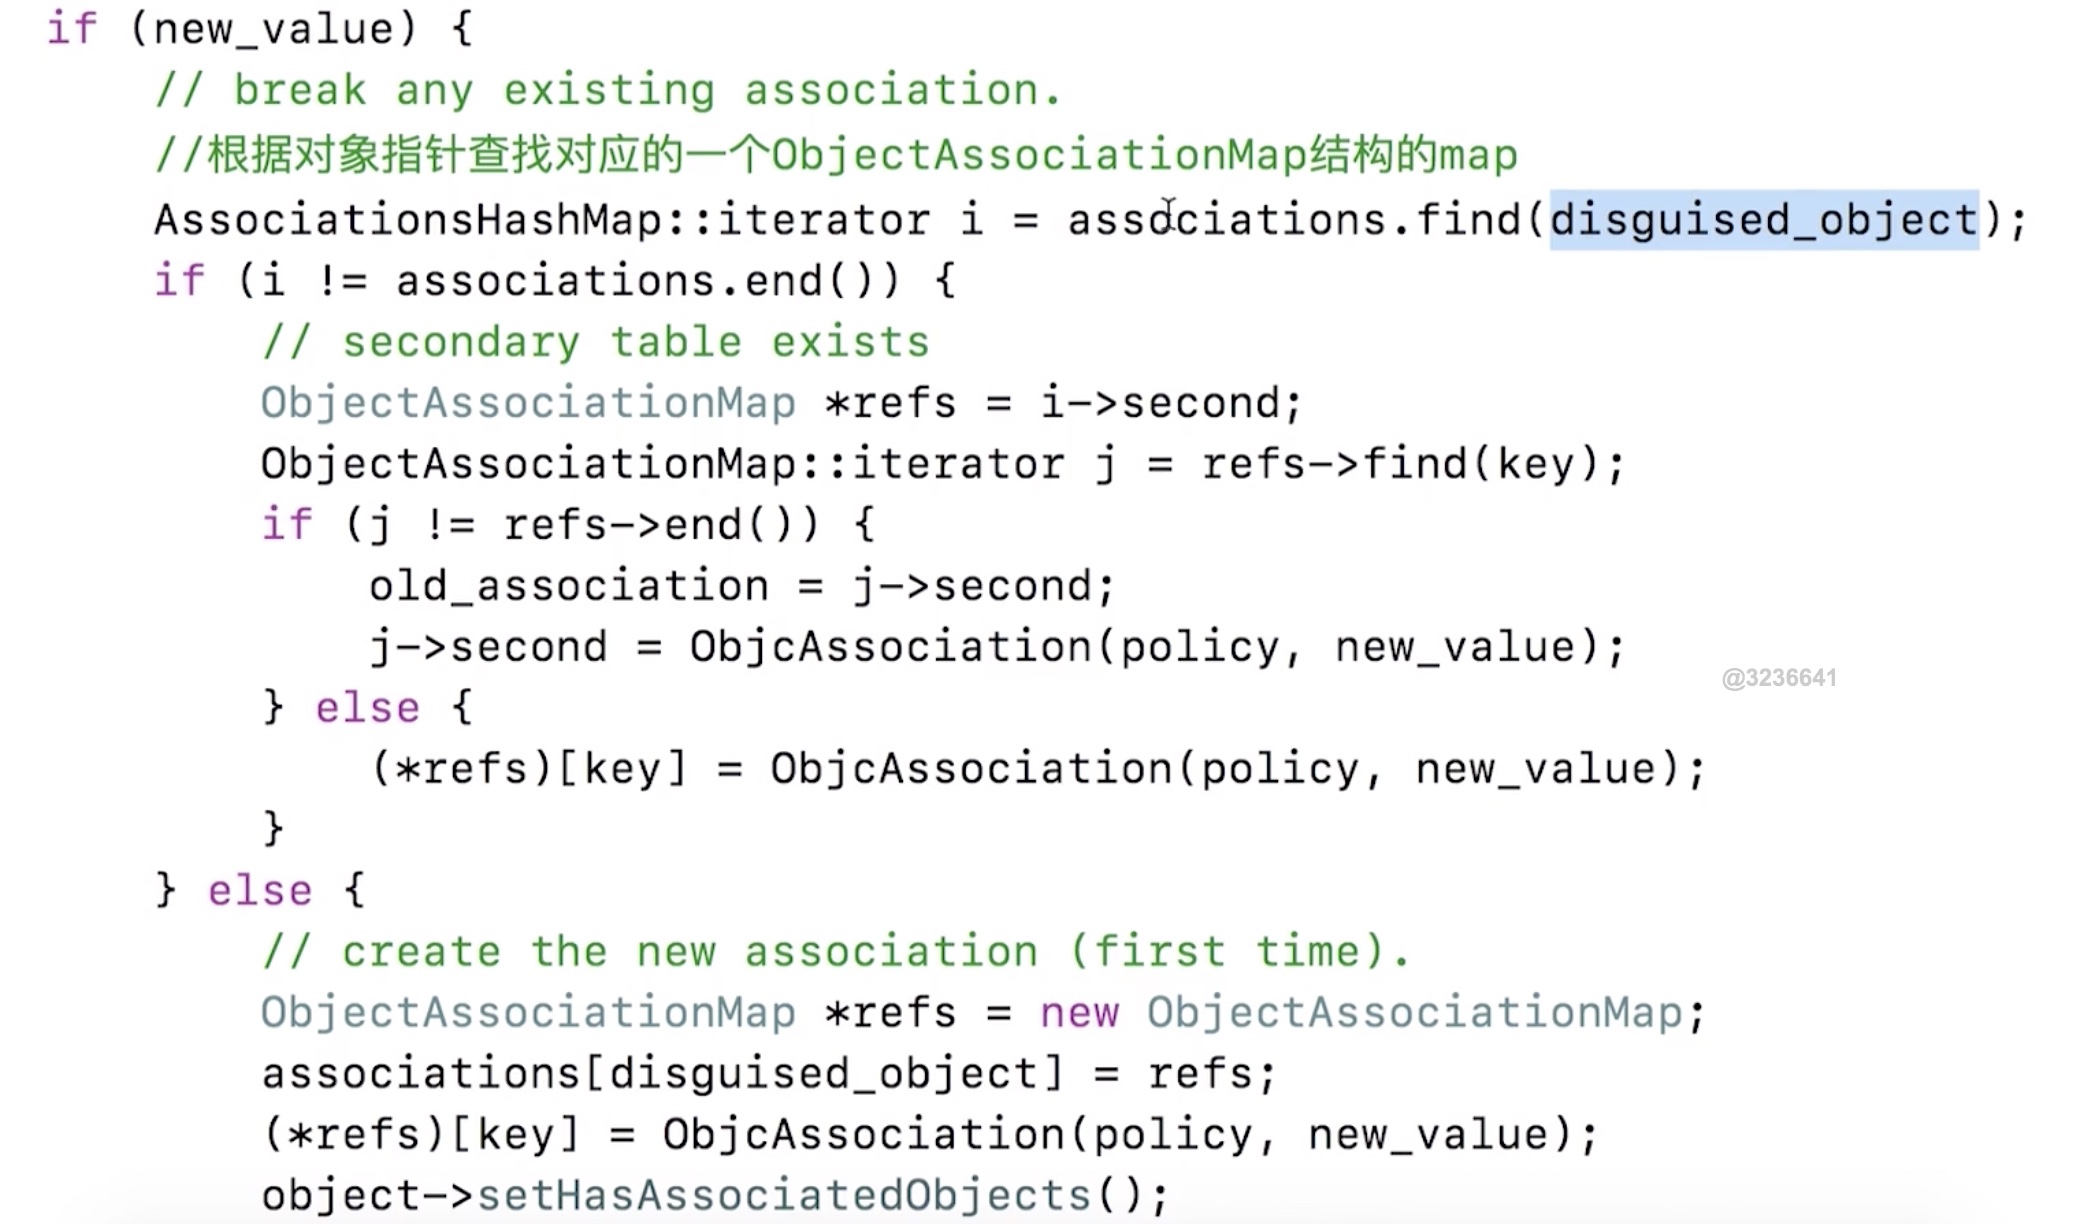 if (new_value) {
// break any existing association.
//根据对象指针查找对应的一个ObjectAssociationMap结构的map
AssociationsHashMap::iterator i = associations.find(disguised_object);
if (i != associations.end()) {
// secondary table exists
ObjectAssociationMap *refs = i->second;
ObjectAssociationMap::iterator j = refs->find(key);
if (j != refs->end()) {
old_association = j->second;
j->second = ObjcAssociation(policy, new_value);
@3236641
} else {
(*refs)[key] = ObjcAssociation(policy, new_value);
}
} else {
// create the new association (first time).
ObjectAssociationMap *refs = new ObjectAssociationMap;
associations[disguised_object] = refs;
(*refs)[key] = ObjcAssociation(policy, new_value);
object->setHasAssociatedObjects();